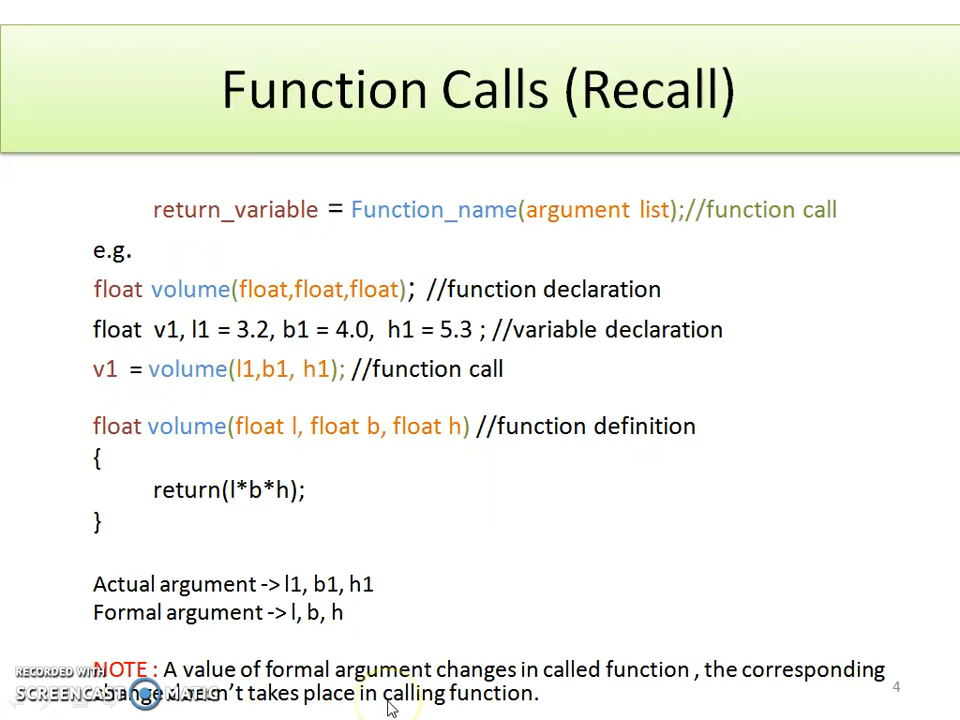 Function Calls (Recall)
return_variable = Function_name(argument list);//function call
e.g.
float volume(float,float,float); //function declaration
float v1, l1 = 3.2, b1 = 4.0, h1 = 5.3 ; //variable declaration
v1 = volume(l1,b1, h1); //function call
float volume(float l, float b, float h) //function definition
{
return(l*b*h);
}
Actual argument -> l1, b1, h1
Formal argument -> l, b, h
NOTE : A value of formal argument changes in called function , the corresponding
change doesn't takes place in calling function.
4
RECORDED WITH
SCREENCAST MATIC